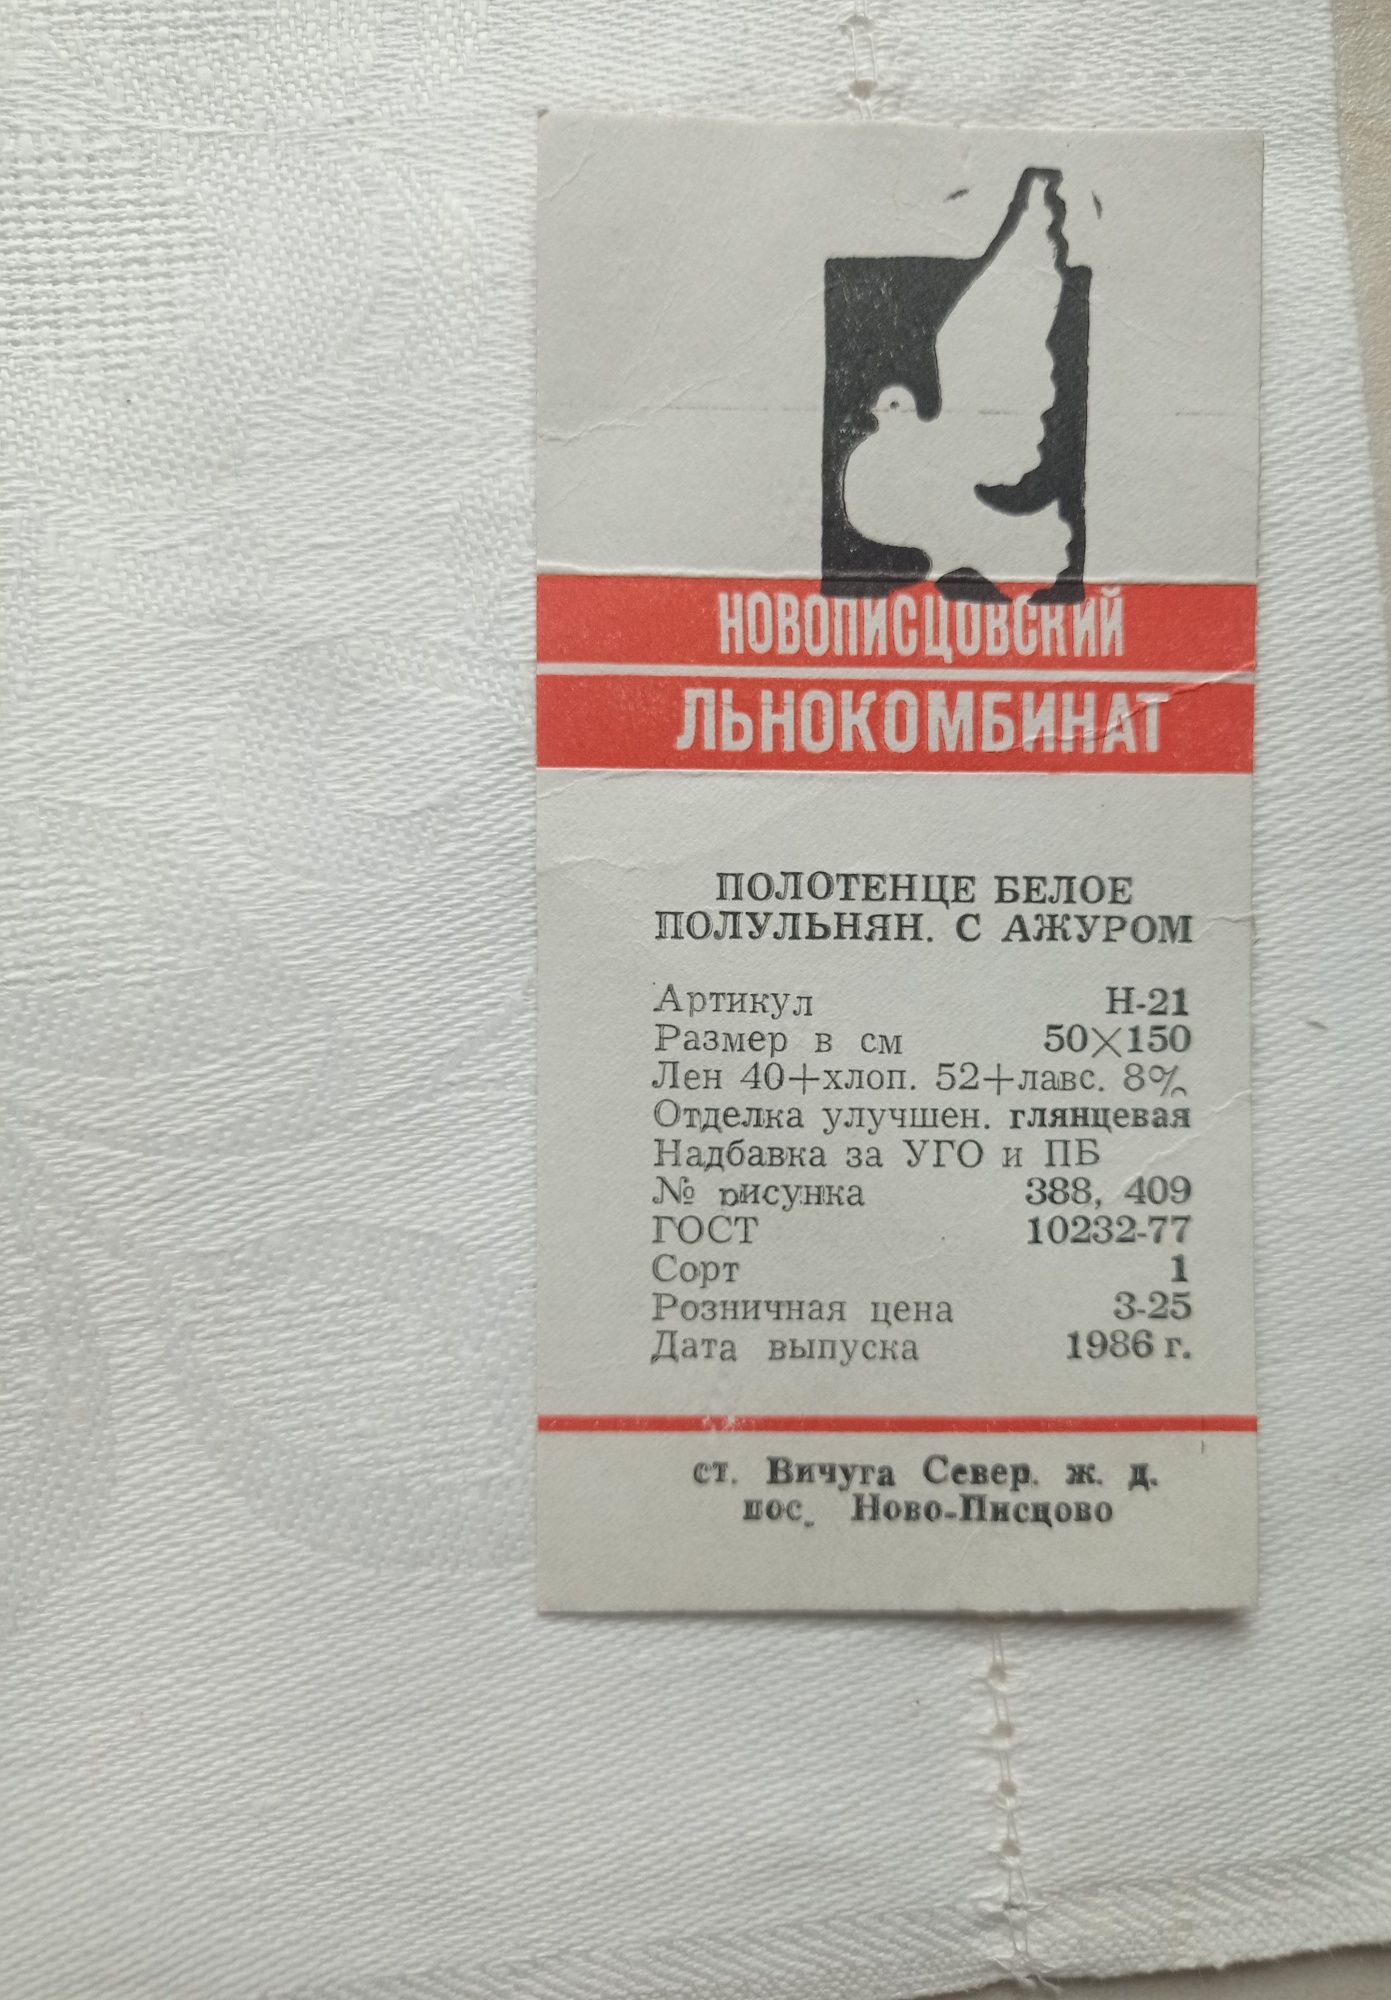 НОВОПИСЦОВСКИЙ
ЛЬНОКОМБИНАТ
ПОЛОТЕНЦЕ БЕЛОЕ
ПОЛУЛЬНЯН. С АЖУРОМ
Артикул Н-21
Размер в см 50×150
Лен 40+хлоп. 52+лавс. 8%
Отделка улучшен. глянцевая
Надбавка за УГО и ПБ
№ рисунка 388, 409
ГОСТ 10232-77
Сорт 1
Розничная цена 3-25
Дата выпуска 1986 г.
ст. Вичуга Север. ж. д.
пос. Ново-Писцово